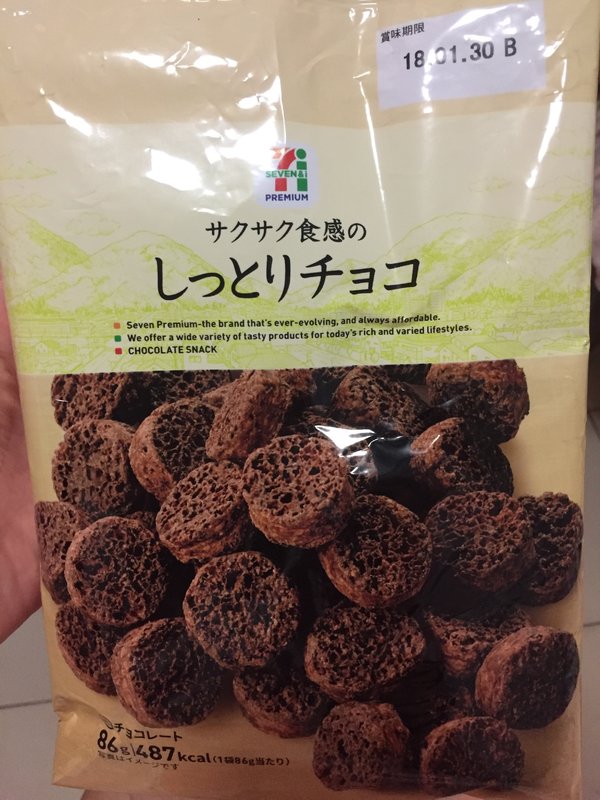 賞味期限
18.01.30 B
SEVEN&i
PREMIUM
サクサク食感の
しっとりチョコ
Seven Premium-the brand that's ever-evolving, and always affordable.
We offer a wide variety of tasty products for today's rich and varied lifestyles.
CHOCOLATE SNACK
チョコレート
86g 487kcal(1袋86g当たり)
写真はイメージです